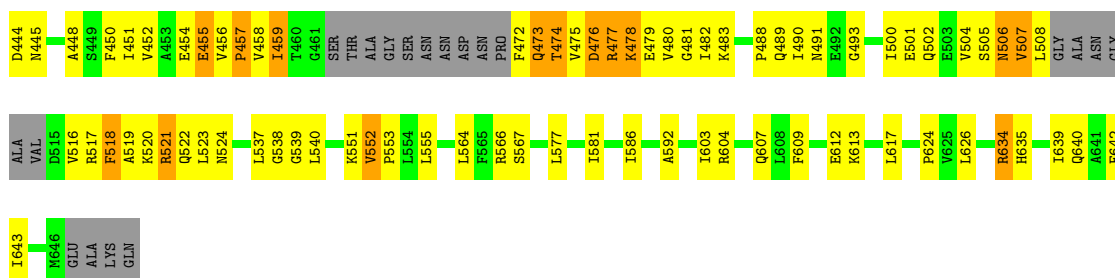 D444 N445 A448 S449 F450 I451 V452 A453 E454 E455 V456 P457 V458 I459 T460 G461 SER THR ALA GLY SER ASN ASN ASP ASN PRO F472 Q473 T474 V475 D476 R477 K478 E479 V480 G481 I482 K483 P488 Q489 I490 N491 E492 G493 I500 E501 Q502 E503 V504 S505 N506 V507 L508 GLY ALA ASN GLY
ALA VAL D515 V516 R517 F518 A519 K520 R521 Q522 L523 N524 L537 G538 G539 L540 K551 V552 P553 L554 L555 L564 F565 R566 S567 L577 I581 I586 A592 I603 R604 Q607 L608 F609 E612 K613 L617 P624 V625 L626 R634 H635 I639 Q640 A641
I643 M646 GLU ALA LYS GLN